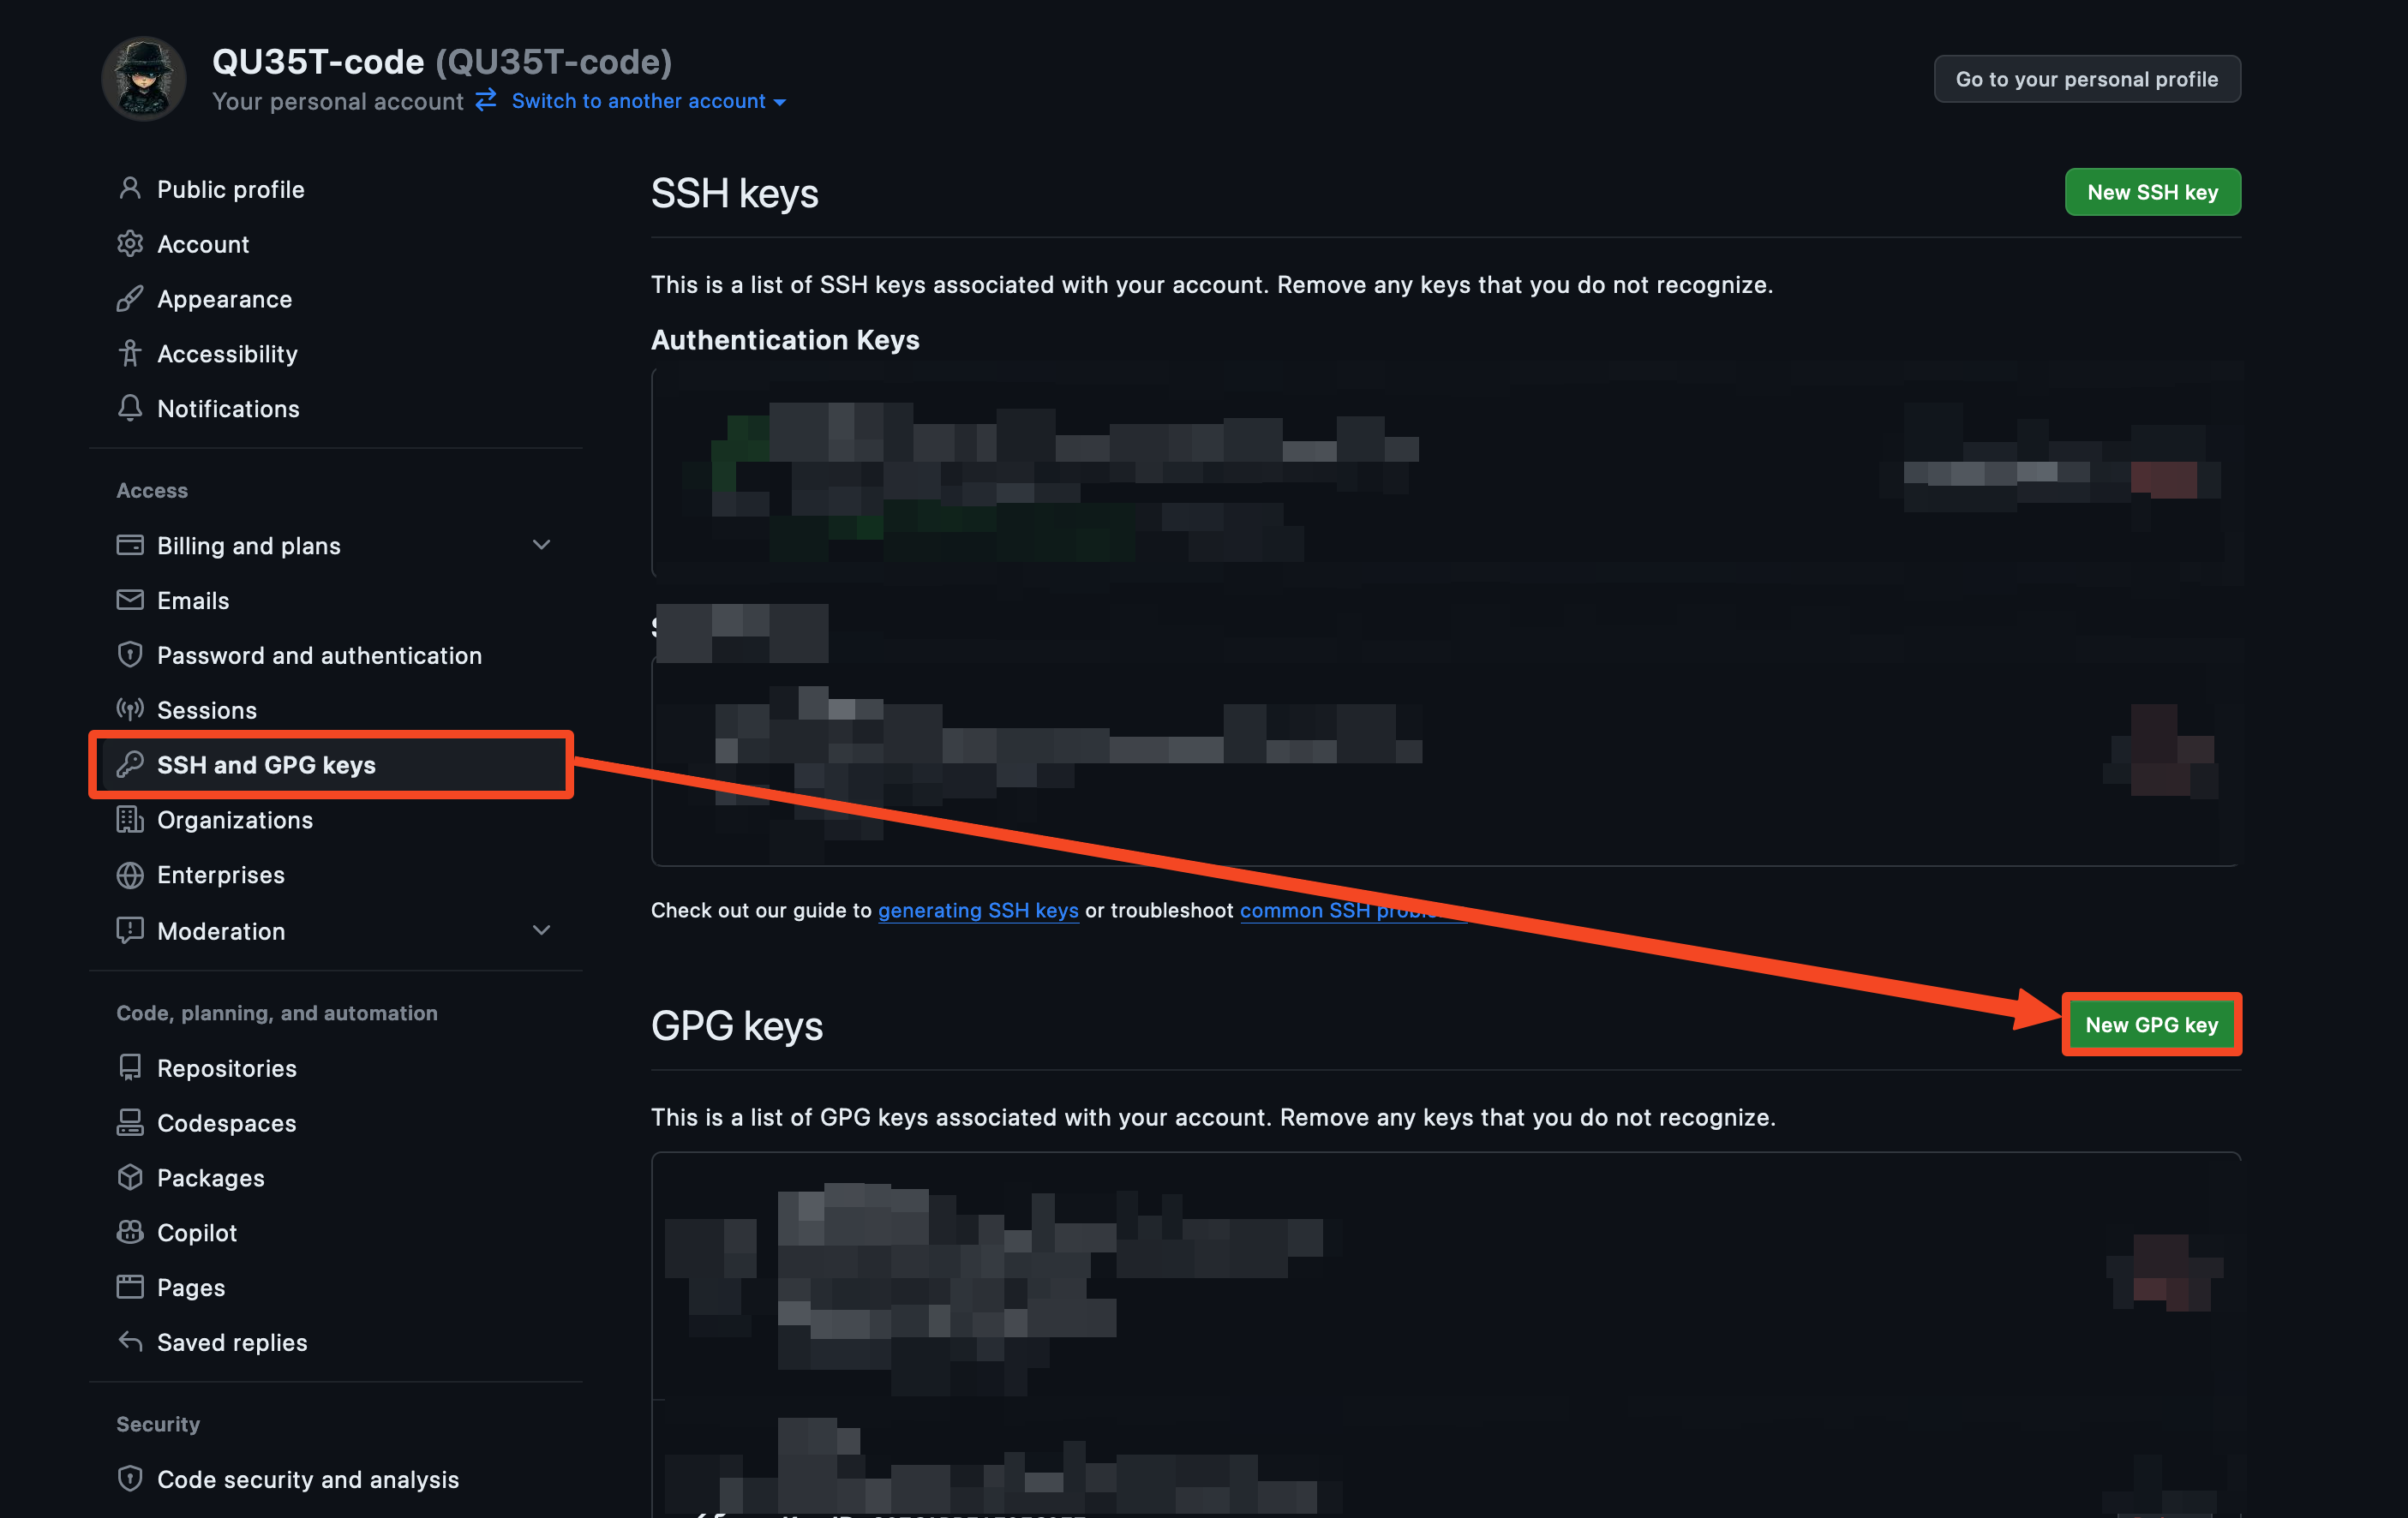 QU35T-code (QU35T-code)
Your personal account Switch to another account
Go to your personal profile
Public profile
Account
Appearance
Accessibility
Notifications
Access
Billing and plans
Emails
Password and authentication
Sessions
SSH and GPG keys
Organizations
Enterprises
Moderation
Code, planning, and automation
Repositories
Codespaces
Packages
Copilot
Pages
Saved replies
Security
Code security and analysis
SSH keys
New SSH key
This is a list of SSH keys associated with your account. Remove any keys that you do not recognize.
Authentication Keys
Check out our guide to generating SSH keys or troubleshoot common SSH
GPG keys
New GPG key
This is a list of GPG keys associated with your account. Remove any keys that you do not recognize.